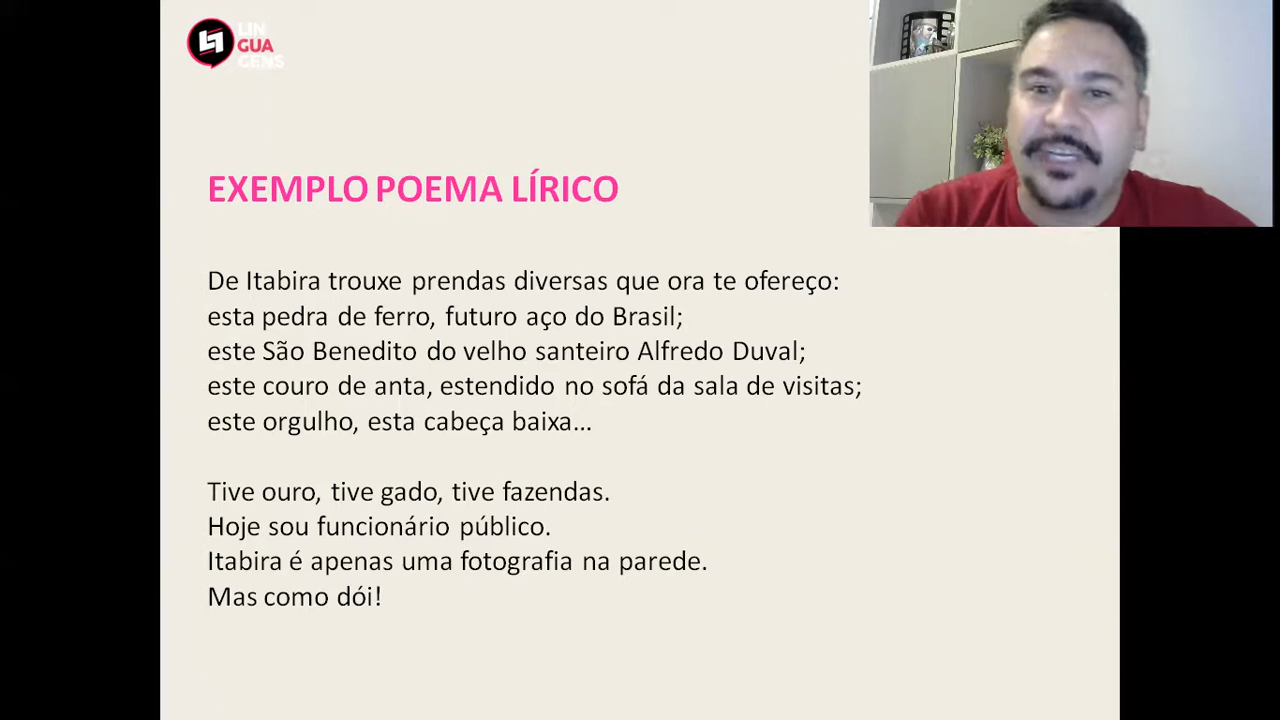 LIN
GUA
GENS
EXEMPLO POEMA LÍRICO
De Itabira trouxe prendas diversas que ora te ofereço:
esta pedra de ferro, futuro aço do Brasil;
este São Benedito do velho santeiro Alfredo Duval;
este couro de anta, estendido no sofá da sala de visitas;
este orgulho, esta cabeça baixa...
Tive ouro, tive gado, tive fazendas.
Hoje sou funcionário público.
Itabira é apenas uma fotografia na parede.
Mas como dói!